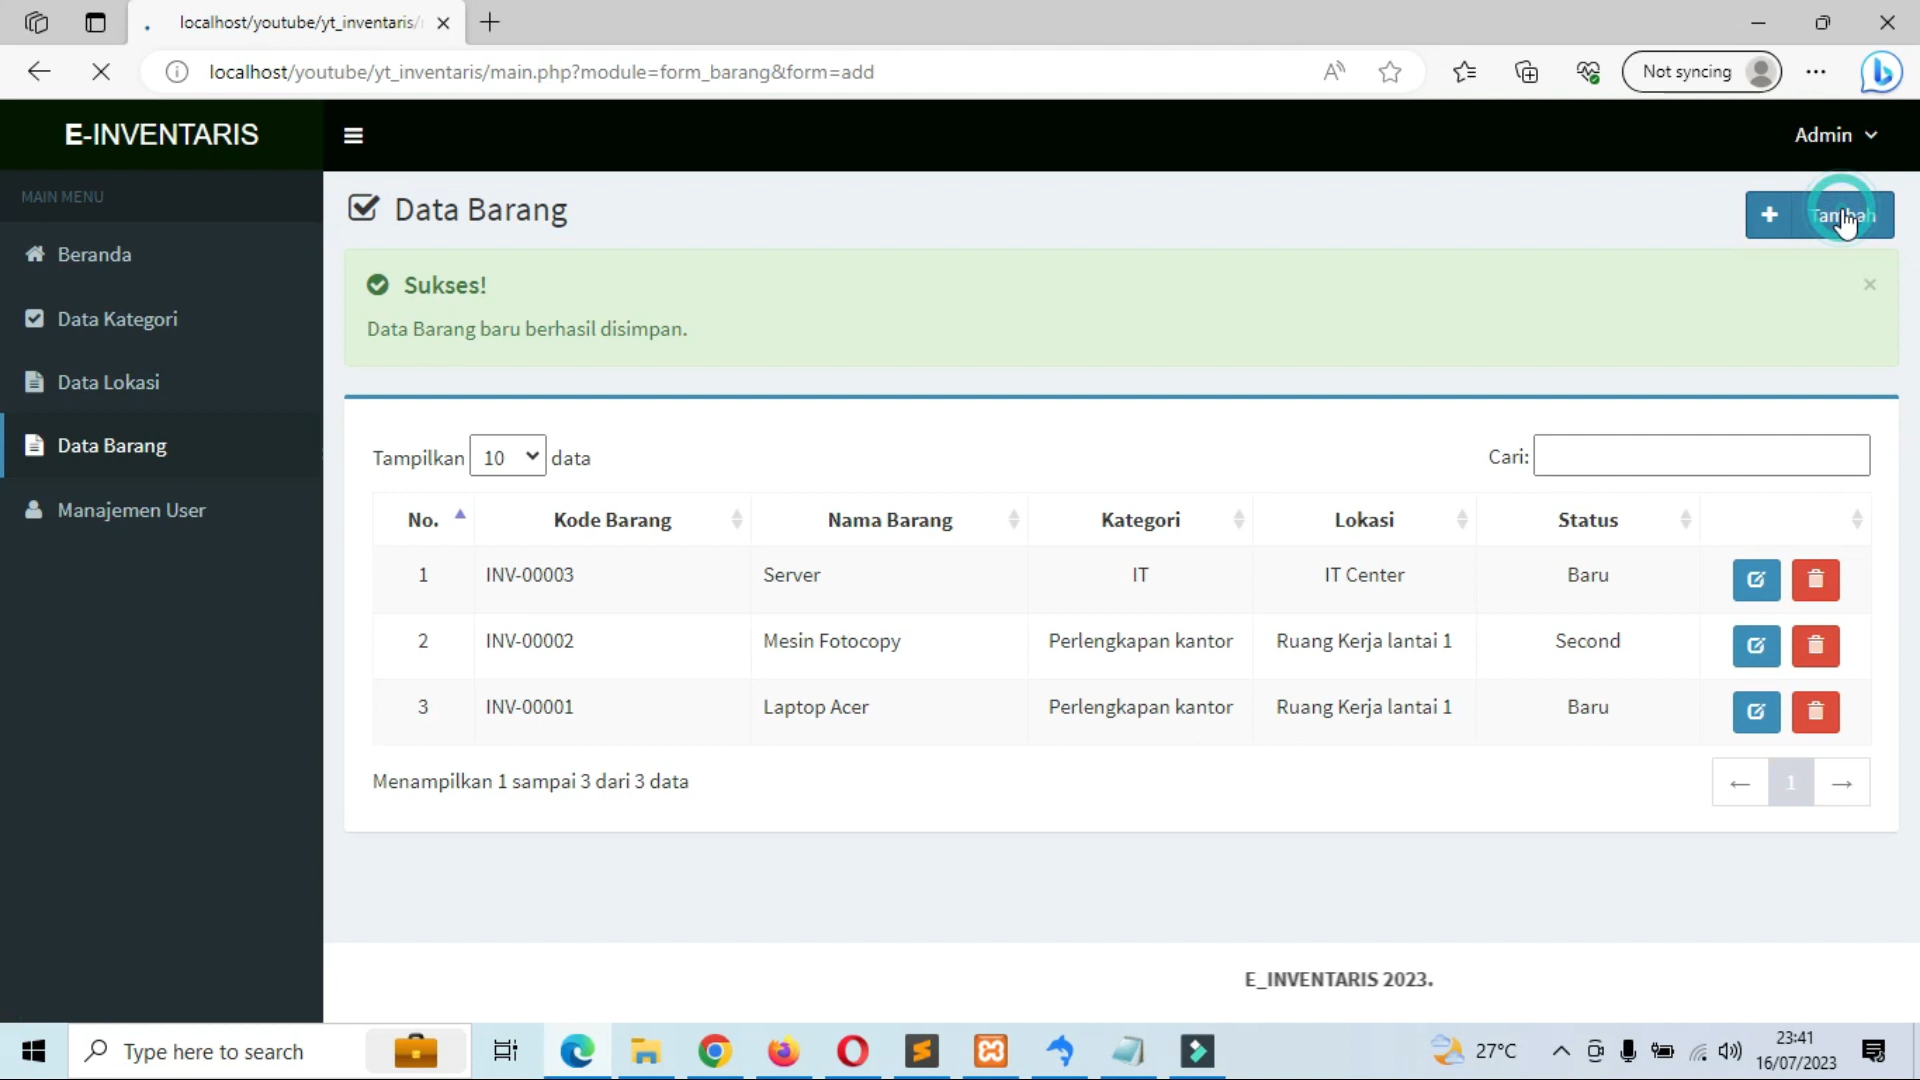 localhost/youtube/yt_inventaris/
localhost/youtube/yt_inventaris/main.php?module=form_barang&form=add
Not syncing
E-INVENTARIS
Admin
MAIN MENU
Beranda
Data Kategori
Data Lokasi
Data Barang
Manajemen User
Data Barang
Tambah
Sukses!
×
Data Barang baru berhasil disimpan.
Tampilkan 10 data
Cari:
No. Kode Barang Nama Barang Kategori Lokasi Status
1 INV-00003 Server IT IT Center Baru
2 INV-00002 Mesin Fotocopy Perlengkapan kantor Ruang Kerja lantai 1 Second
3 INV-00001 Laptop Acer Perlengkapan kantor Ruang Kerja lantai 1 Baru
Menampilkan 1 sampai 3 dari 3 data
← 1 →
E_INVENTARIS 2023.
Type here to search
27°C
23:41
16/07/2023